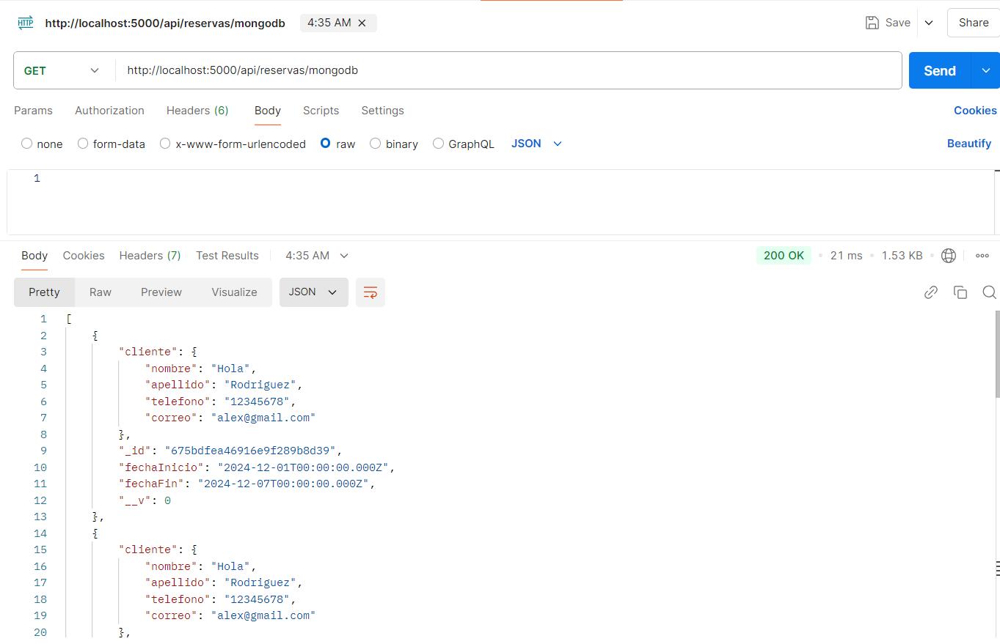 HTTP http://localhost:5000/api/reservas/mongodb 4:35 AM Save Share
GET http://localhost:5000/api/reservas/mongodb Send
Params Authorization Headers (6) Body Scripts Settings Cookies
none form-data x-www-form-urlencoded raw binary GraphQL JSON Beautify
1
Body Cookies Headers (7) Test Results 4:35 AM 200 OK 21 ms 1.53 KB
Pretty Raw Preview Visualize JSON
1 [
2 {
3 "cliente": {
4 "nombre": "Hola",
5 "apellido": "Rodriguez",
6 "telefono": "12345678",
7 "correo": "alex@gmail.com"
8 },
9 "_id": "675bdfea46916e9f289b8d39",
10 "fechaInicio": "2024-12-01T00:00:00.000Z",
11 "fechaFin": "2024-12-07T00:00:00.000Z",
12 "__v": 0
13 },
14 {
15 "cliente": {
16 "nombre": "Hola",
17 "apellido": "Rodriguez",
18 "telefono": "12345678",
19 "correo": "alex@gmail.com"
20 },